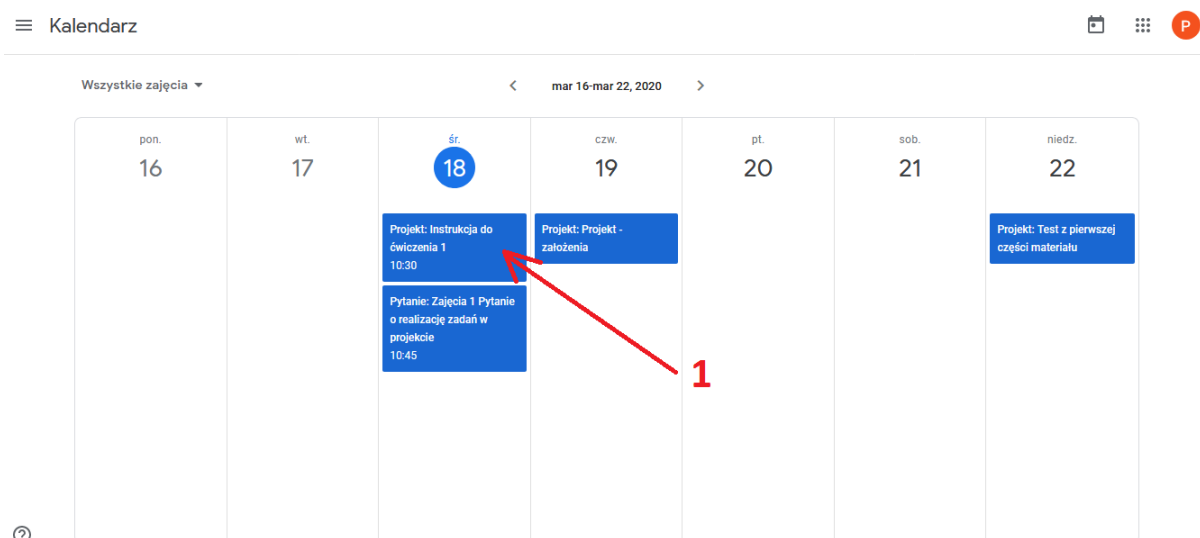 Kalendarz
P
Wszystkie zajęcia
mar 16-mar 22, 2020
pon.
16
wt.
17
śr.
18
czw.
19
pt.
20
sob.
21
niedz.
22
Projekt: Instrukcja do
ćwiczenia 1
10:30
Pytanie: Zajęcia 1 Pytanie
o realizację zadań w
projekcie
10:45
Projekt: Projekt -
założenia
Projekt: Test z pierwszej
części materiału
1
?